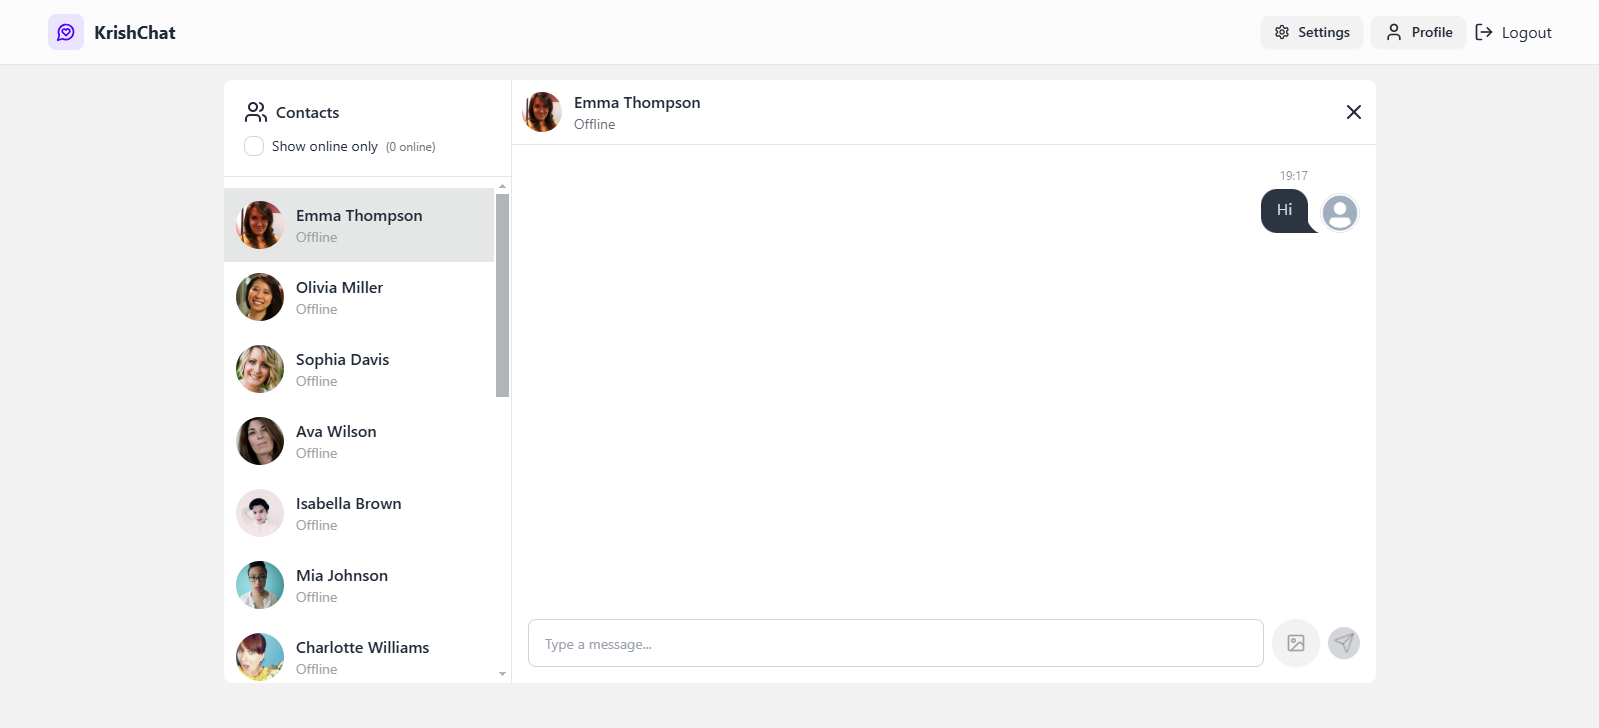 KrishChat
Settings
Profile
Logout
Contacts
Show online only (0 online)
Emma Thompson
Offline
Olivia Miller
Offline
Sophia Davis
Offline
Ava Wilson
Offline
Isabella Brown
Offline
Mia Johnson
Offline
Charlotte Williams
Offline
Emma Thompson
Offline
19:17
Hi
Type a message...